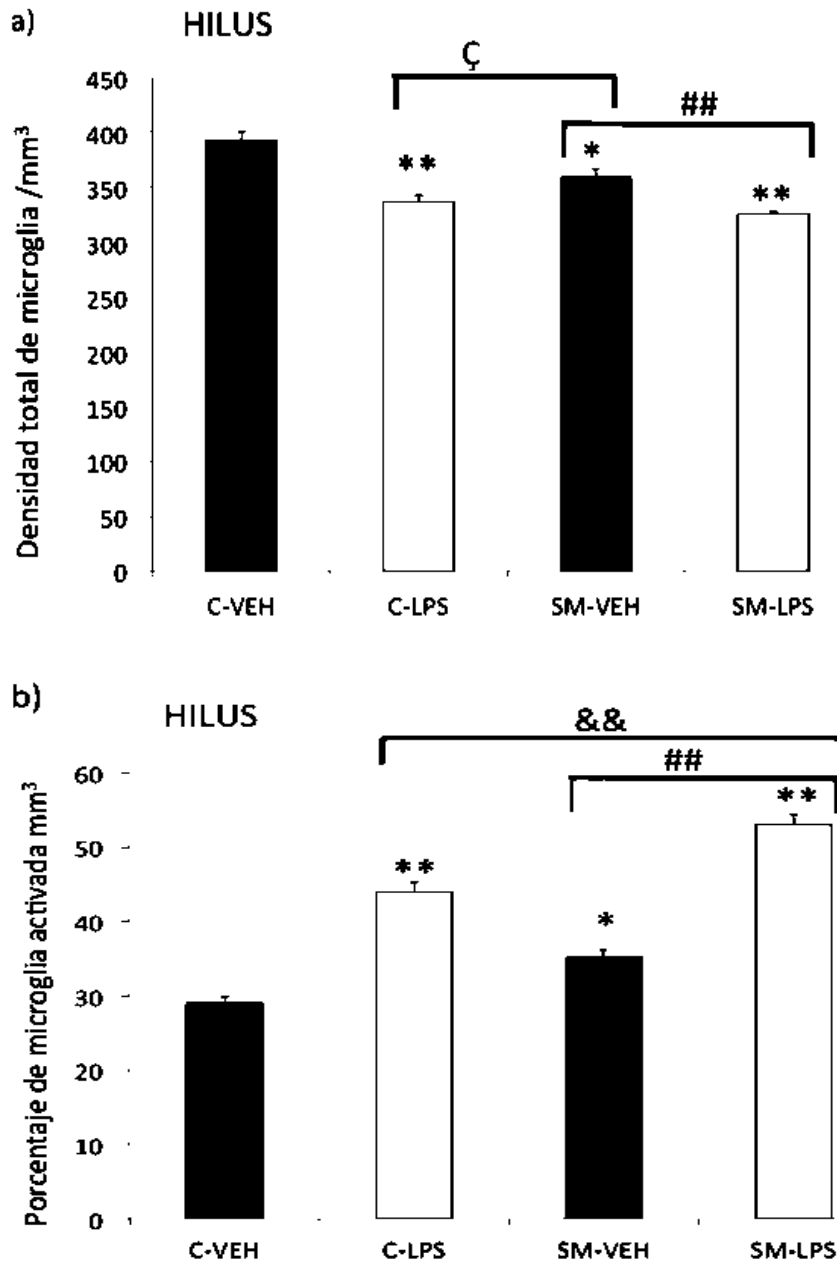 a) HILUS
Ç
##
** * **
Densidad total de microglia /mm³
450
400
350
300
250
200
150
100
50
0
C-VEH C-LPS SM-VEH SM-LPS
b) HILUS
&&
##
** * **
Porcentaje de microglia activada mm³
60
50
40
30
20
10
0
C-VEH C-LPS SM-VEH SM-LPS